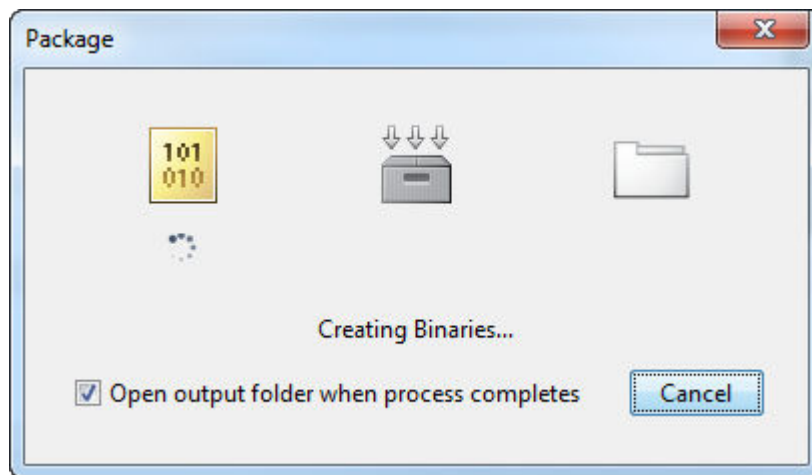 Package
101
010
Creating Binaries...
Open output folder when process completes
Cancel